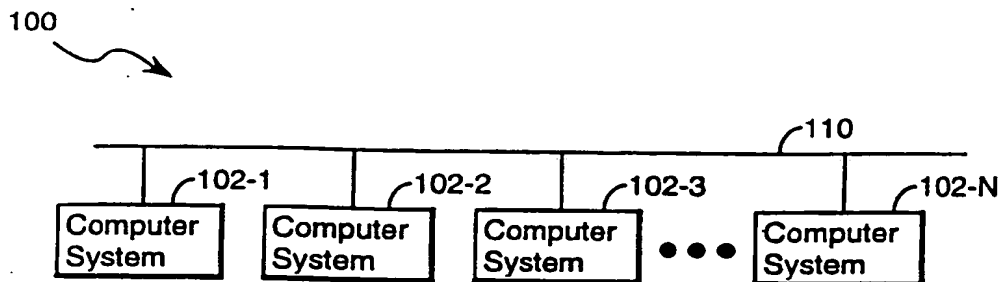 100
110
102-1
102-2
102-3
102-N
Computer
System
Computer
System
Computer
System
Computer
System